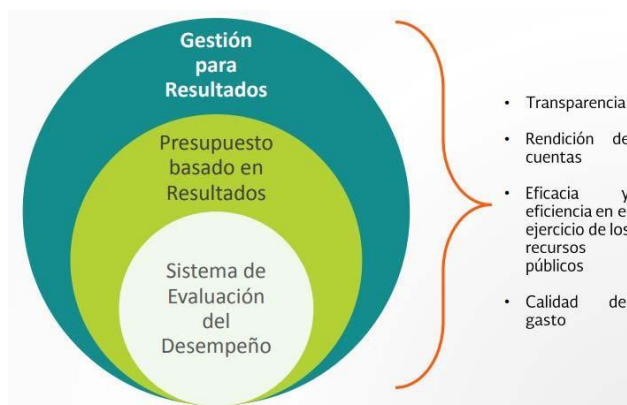 Gestión
para
Resultados
Presupuesto
basado en
Resultados
Sistema de
Evaluación
del
Desempeño
• Transparencia
• Rendición de
cuentas
• Eficacia y
eficiencia en e
ejercicio de los
recursos
públicos
• Calidad de
gasto